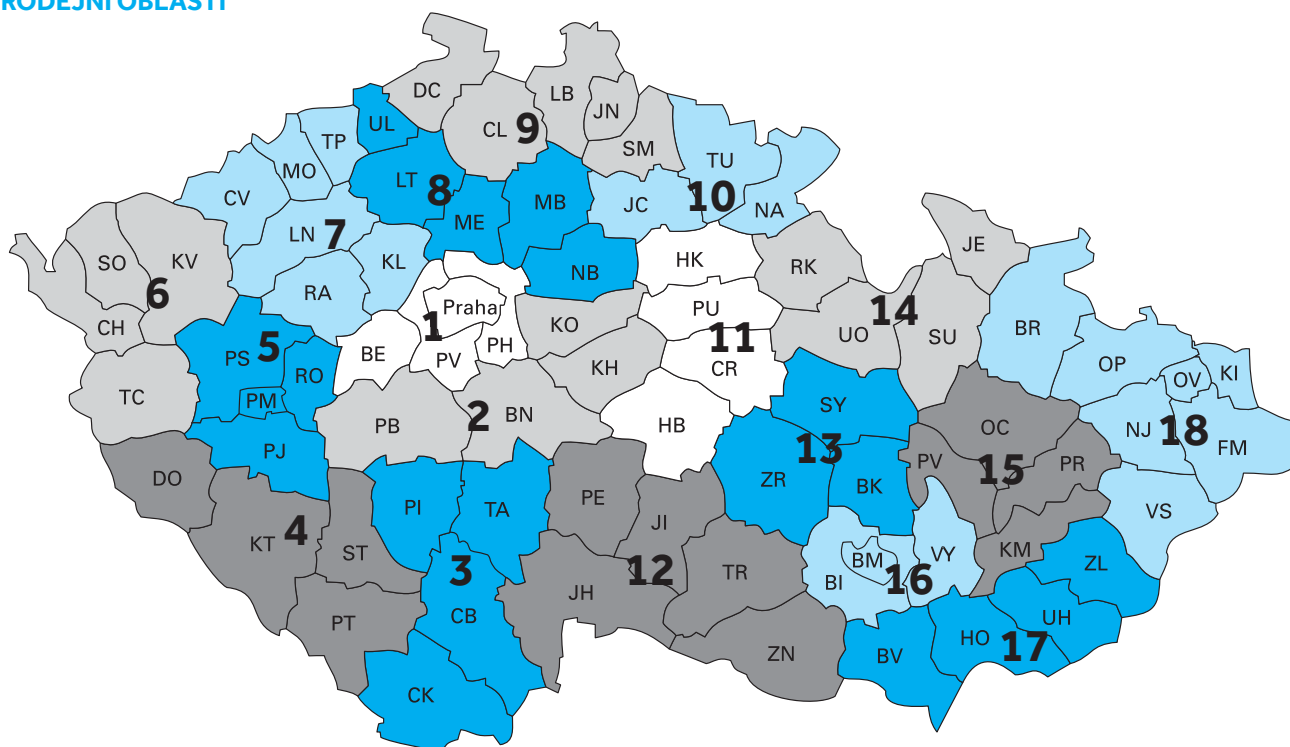 RODEJNÍ OBLASTI
DC
LB
JN
UL
CL
9
TP
SM
MO
TU
LT
8
CV
MB
JC
10
NA
ME
LN
7
SO
KV
KL
HK
JE
NB
RK
6
RA
Praha
CH
1
KO
PU
14
BR
PS
5
BE
PV
PH
11
UO
SU
OP
RO
KH
CR
OV
KI
TC
PM
SY
PB
2
BN
HB
OC
NJ
18
FM
PJ
13
DO
ZR
PV
15
PR
BK
PI
TA
PE
VS
JI
KT
4
ST
KM
VY
BM
ZL
3
12
TR
BI
16
JH
CB
UH
PT
HO
17
ZN
BV
CK